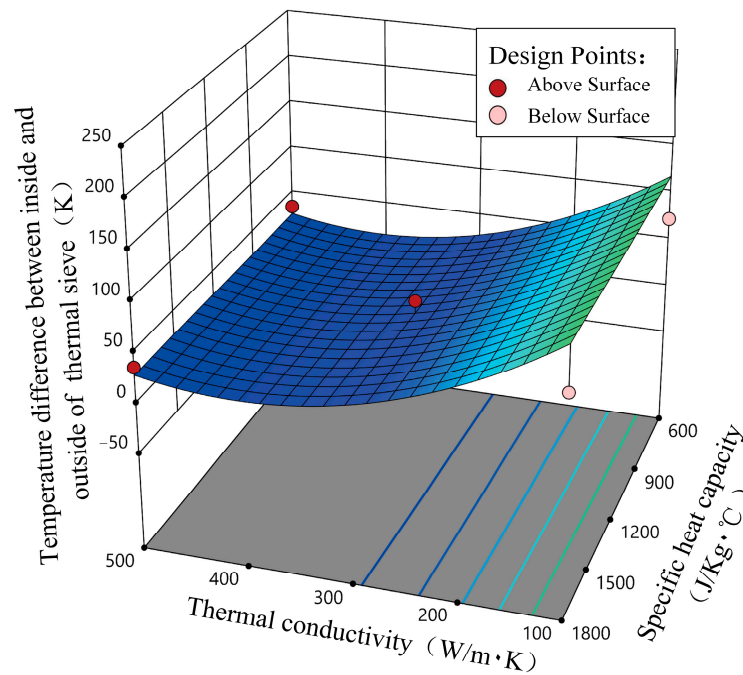 Design Points:
Above Surface
Below Surface
Temperature difference between inside and
outside of thermal sieve (K)
250
200
150
100
50
0
-50
500
400
300
200
100
Thermal conductivity (W/m·K)
600
900
1200
1500
1800
Specific heat capacity
(J/Kg·℃)